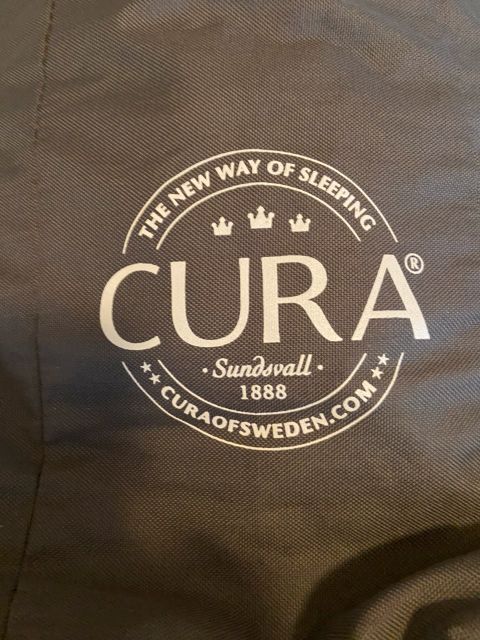 THE NEW WAY OF SLEEPING
CURA®
· Sundsvall ·
1888
CURAOFSWEDEN.COM